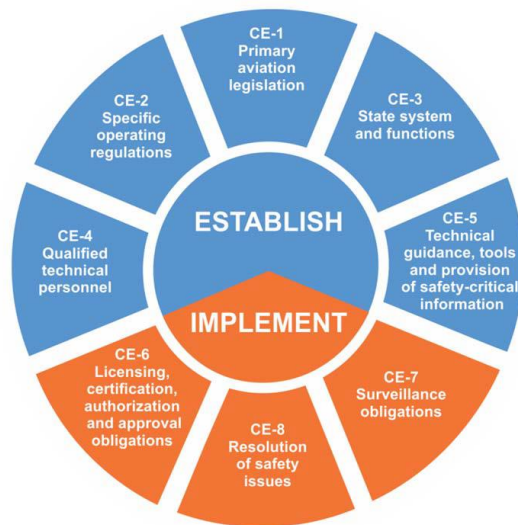 CE-1
Primary
aviation
legislation
CE-2
Specific
operating
regulations
CE-3
State system
and functions
CE-4
Qualified
technical
personnel
ESTABLISH
CE-5
Technical
guidance, tools
and provision
of safety-critical
information
IMPLEMENT
CE-6
Licensing,
certification,
authorization
and approval
obligations
CE-7
Surveillance
obligations
CE-8
Resolution
of safety
issues